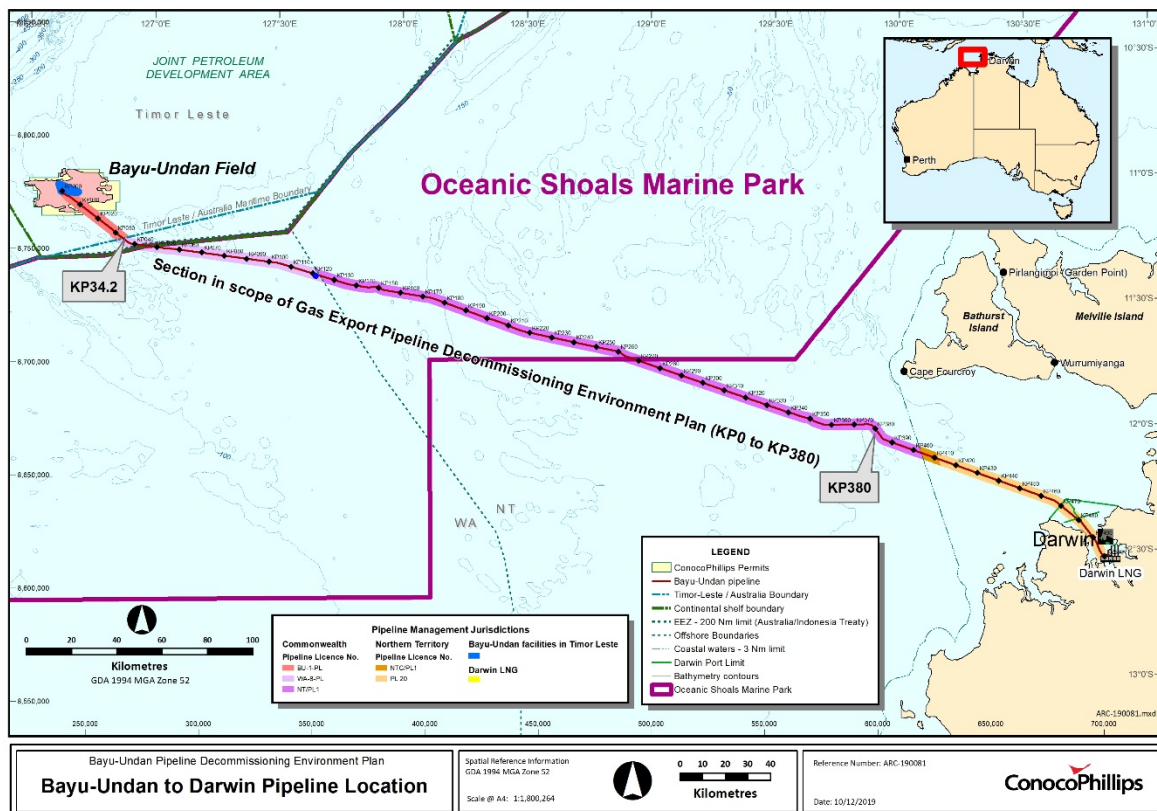 127°0'E 127°30'E 128°0'E 128°30'E 129°0'E 129°30'E 130°0'E 130°30'E 131°0'E
10°30'S
11°0'S
11°30'S
12°0'S
12°30'S
13°0'S
8,800,000
8,750,000
8,700,000
8,650,000
8,600,000
8,550,000
JOINT PETROLEUM
DEVELOPMENT AREA
Timor Leste
Bayu-Undan Field
Timor Leste / Australia Maritime Boundary
KP34.2
Oceanic Shoals Marine Park
Section in scope of Gas Export Pipeline Decommissioning Environment Plan (KP0 to KP380)
KP380
WA NT
Darwin
Perth
Pirlangimpi (Garden Point)
Bathurst
Island
Melville Island
Wurrumiyanga
Cape Fourcroy
Darwin
Darwin LNG
0 20 40 60 80 100
Kilometres
GDA 1994 MGA Zone 52
Pipeline Management Jurisdictions
Commonwealth
Pipeline Licence No.
BU-1-PL
WA-8-PL
NT/PL1
Northern Territory
Pipeline Licence No.
NTC/PL1
PL 20
Bayu-Undan facilities in Timor Leste
Darwin LNG
LEGEND
ConocoPhillips Permits
Bayu-Undan pipeline
Timor-Leste / Australia Boundary
Continental shelf boundary
EEZ - 200 Nm limit (Australia/Indonesia Treaty)
Offshore Boundaries
Coastal waters - 3 Nm limit
Darwin Port Limit
Bathymetry contours
Oceanic Shoals Marine Park
250,000 300,000 350,000 400,000 450,000 500,000 550,000 600,000 650,000 700,000
ARC-190081.mxd
Bayu-Undan Pipeline Decommissioning Environment Plan
Bayu-Undan to Darwin Pipeline Location
Spatial Reference Information
GDA 1994 MGA Zone 52
Scale @ A4: 1:1,800,264
0 10 20 30 40
Kilometres
Reference Number: ARC-190081
Date: 10/12/2019
ConocoPhillips